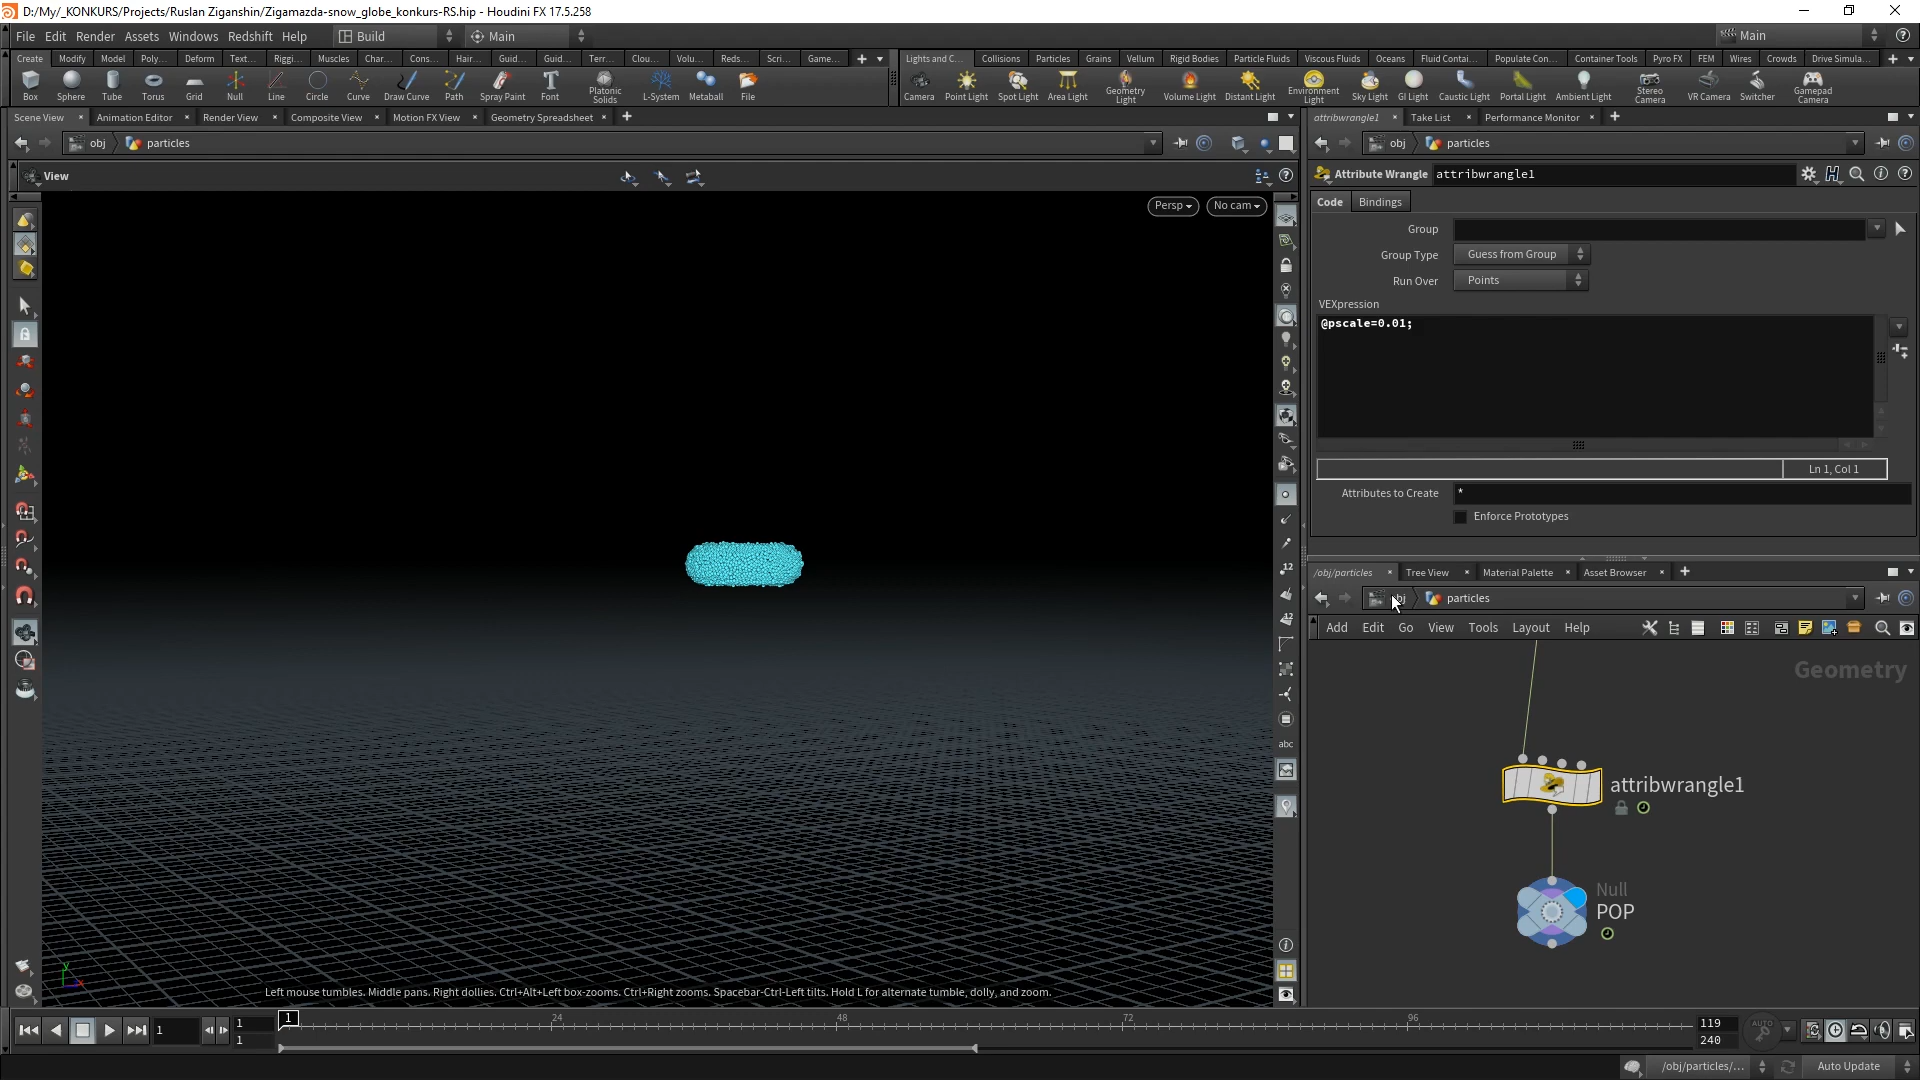 D:/My/_KONKURS/Projects/Ruslan Ziganshin/Zigamazda-snow_globe_konkurs-RS.hip - Houdini FX 17.5.258
File Edit Render Assets Windows Redshift Help Build Main Main
Create Modify Model Poly... Deform Text... Riggi... Muscles Char... Cons... Hair... Guid... Guid... Terr... Clou... Volu... Reds... Scri... Game...
Lights and C... Collisions Particles Grains Vellum Rigid Bodies Particle Fluids Viscous Fluids Oceans Fluid Contai... Populate Con... Container Tools Pyro FX FEM Wires Crowds Drive Simula...
Box Sphere Tube Torus Grid Null Line Circle Curve Draw Curve Path Spray Paint Font Platonic Solids L-System Metaball File
Camera Point Light Spot Light Area Light Geometry Light Volume Light Distant Light Environment Light Sky Light GI Light Caustic Light Portal Light Ambient Light Stereo Camera VR Camera Switcher Gamepad Camera
Scene View Animation Editor Render View Composite View Motion FX View Geometry Spreadsheet
attribwrangle1 Take List Performance Monitor
obj particles
obj particles
View
Attribute Wrangle attribwrangle1
Persp No cam
Code Bindings
Group
Group Type Guess from Group
Run Over Points
VEXpression
@pscale=0.01;
Ln 1, Col 1
Attributes to Create *
Enforce Prototypes
/obj/particles Tree View Material Palette Asset Browser
particles
Add Edit Go View Tools Layout Help
Geometry
attribwrangle1
Null
POP
12
abc
y
Left mouse tumbles. Middle pans. Right dollies. Ctrl+Alt+Left box-zooms. Ctrl+Right zooms. Spacebar-Ctrl-Left tilts. Hold L for alternate tumble, dolly, and zoom.
1 1 1 1 24 48 72 96 119 240
AUTO
/obj/particles/... Auto Update